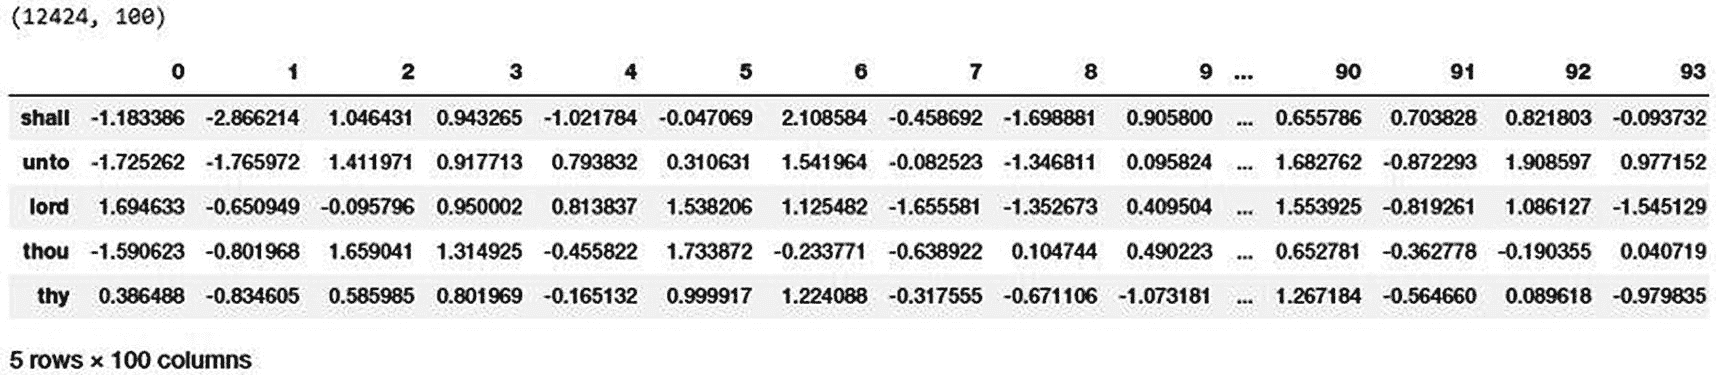 (12424, 100)
0 1 2 3 4 5 6 7 8 9 ... 90 91 92 93
shall -1.183386 -2.866214 1.046431 0.943265 -1.021784 -0.047069 2.108584 -0.458692 -1.698881 0.905800 ... 0.655786 0.703828 0.821803 -0.093732
unto -1.725262 -1.765972 1.411971 0.917713 0.793832 0.310631 1.541964 -0.082523 -1.346811 0.095824 ... 1.682762 -0.872293 1.908597 0.977152
lord 1.694633 -0.650949 -0.095796 0.950002 0.813837 1.538206 1.125482 -1.655581 -1.352673 0.409504 ... 1.553925 -0.819261 1.086127 -1.545129
thou -1.590623 -0.801968 1.659041 1.314925 -0.455822 1.733872 -0.233771 -0.638922 0.104744 0.490223 ... 0.652781 -0.362778 -0.190355 0.040719
thy 0.386488 -0.834605 0.585985 0.801969 -0.165132 0.999917 1.224088 -0.317555 -0.671106 -1.073181 ... 1.267184 -0.564660 0.089618 -0.979835
5 rows × 100 columns